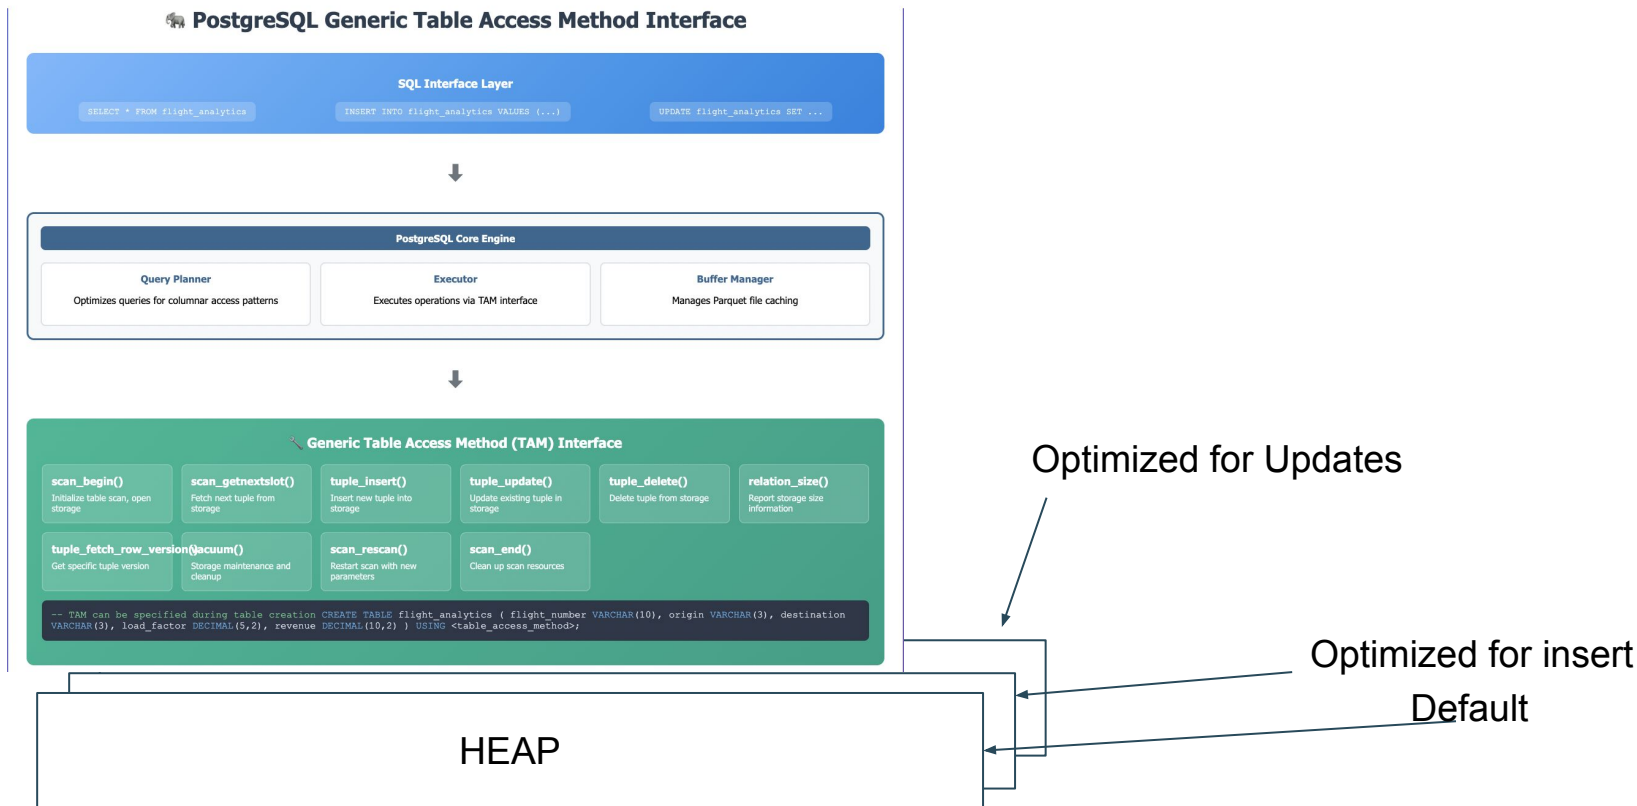 🐘 PostgreSQL Generic Table Access Method Interface
SQL Interface Layer
SELECT * FROM flight_analytics
INSERT INTO flight_analytics VALUES (...)
UPDATE flight_analytics SET ...
PostgreSQL Core Engine
Query Planner
Optimizes queries for columnar access patterns
Executor
Executes operations via TAM interface
Buffer Manager
Manages Parquet file caching
🔧 Generic Table Access Method (TAM) Interface
scan_begin()
Initialize table scan, open
storage
scan_getnextslot()
Fetch next tuple from
storage
tuple_insert()
Insert new tuple into
storage
tuple_update()
Update existing tuple in
storage
tuple_delete()
Delete tuple from storage
relation_size()
Report storage size
information
tuple_fetch_row_version()
Get specific tuple version
vacuum()
Storage maintenance and
cleanup
scan_rescan()
Restart scan with new
parameters
scan_end()
Clean up scan resources
-- TAM can be specified during table creation CREATE TABLE flight_analytics ( flight_number VARCHAR(10), origin VARCHAR(3), destination
VARCHAR(3), load_factor DECIMAL(5,2), revenue DECIMAL(10,2) ) USING <table_access_method>;
Optimized for Updates
Optimized for insert
Default
HEAP